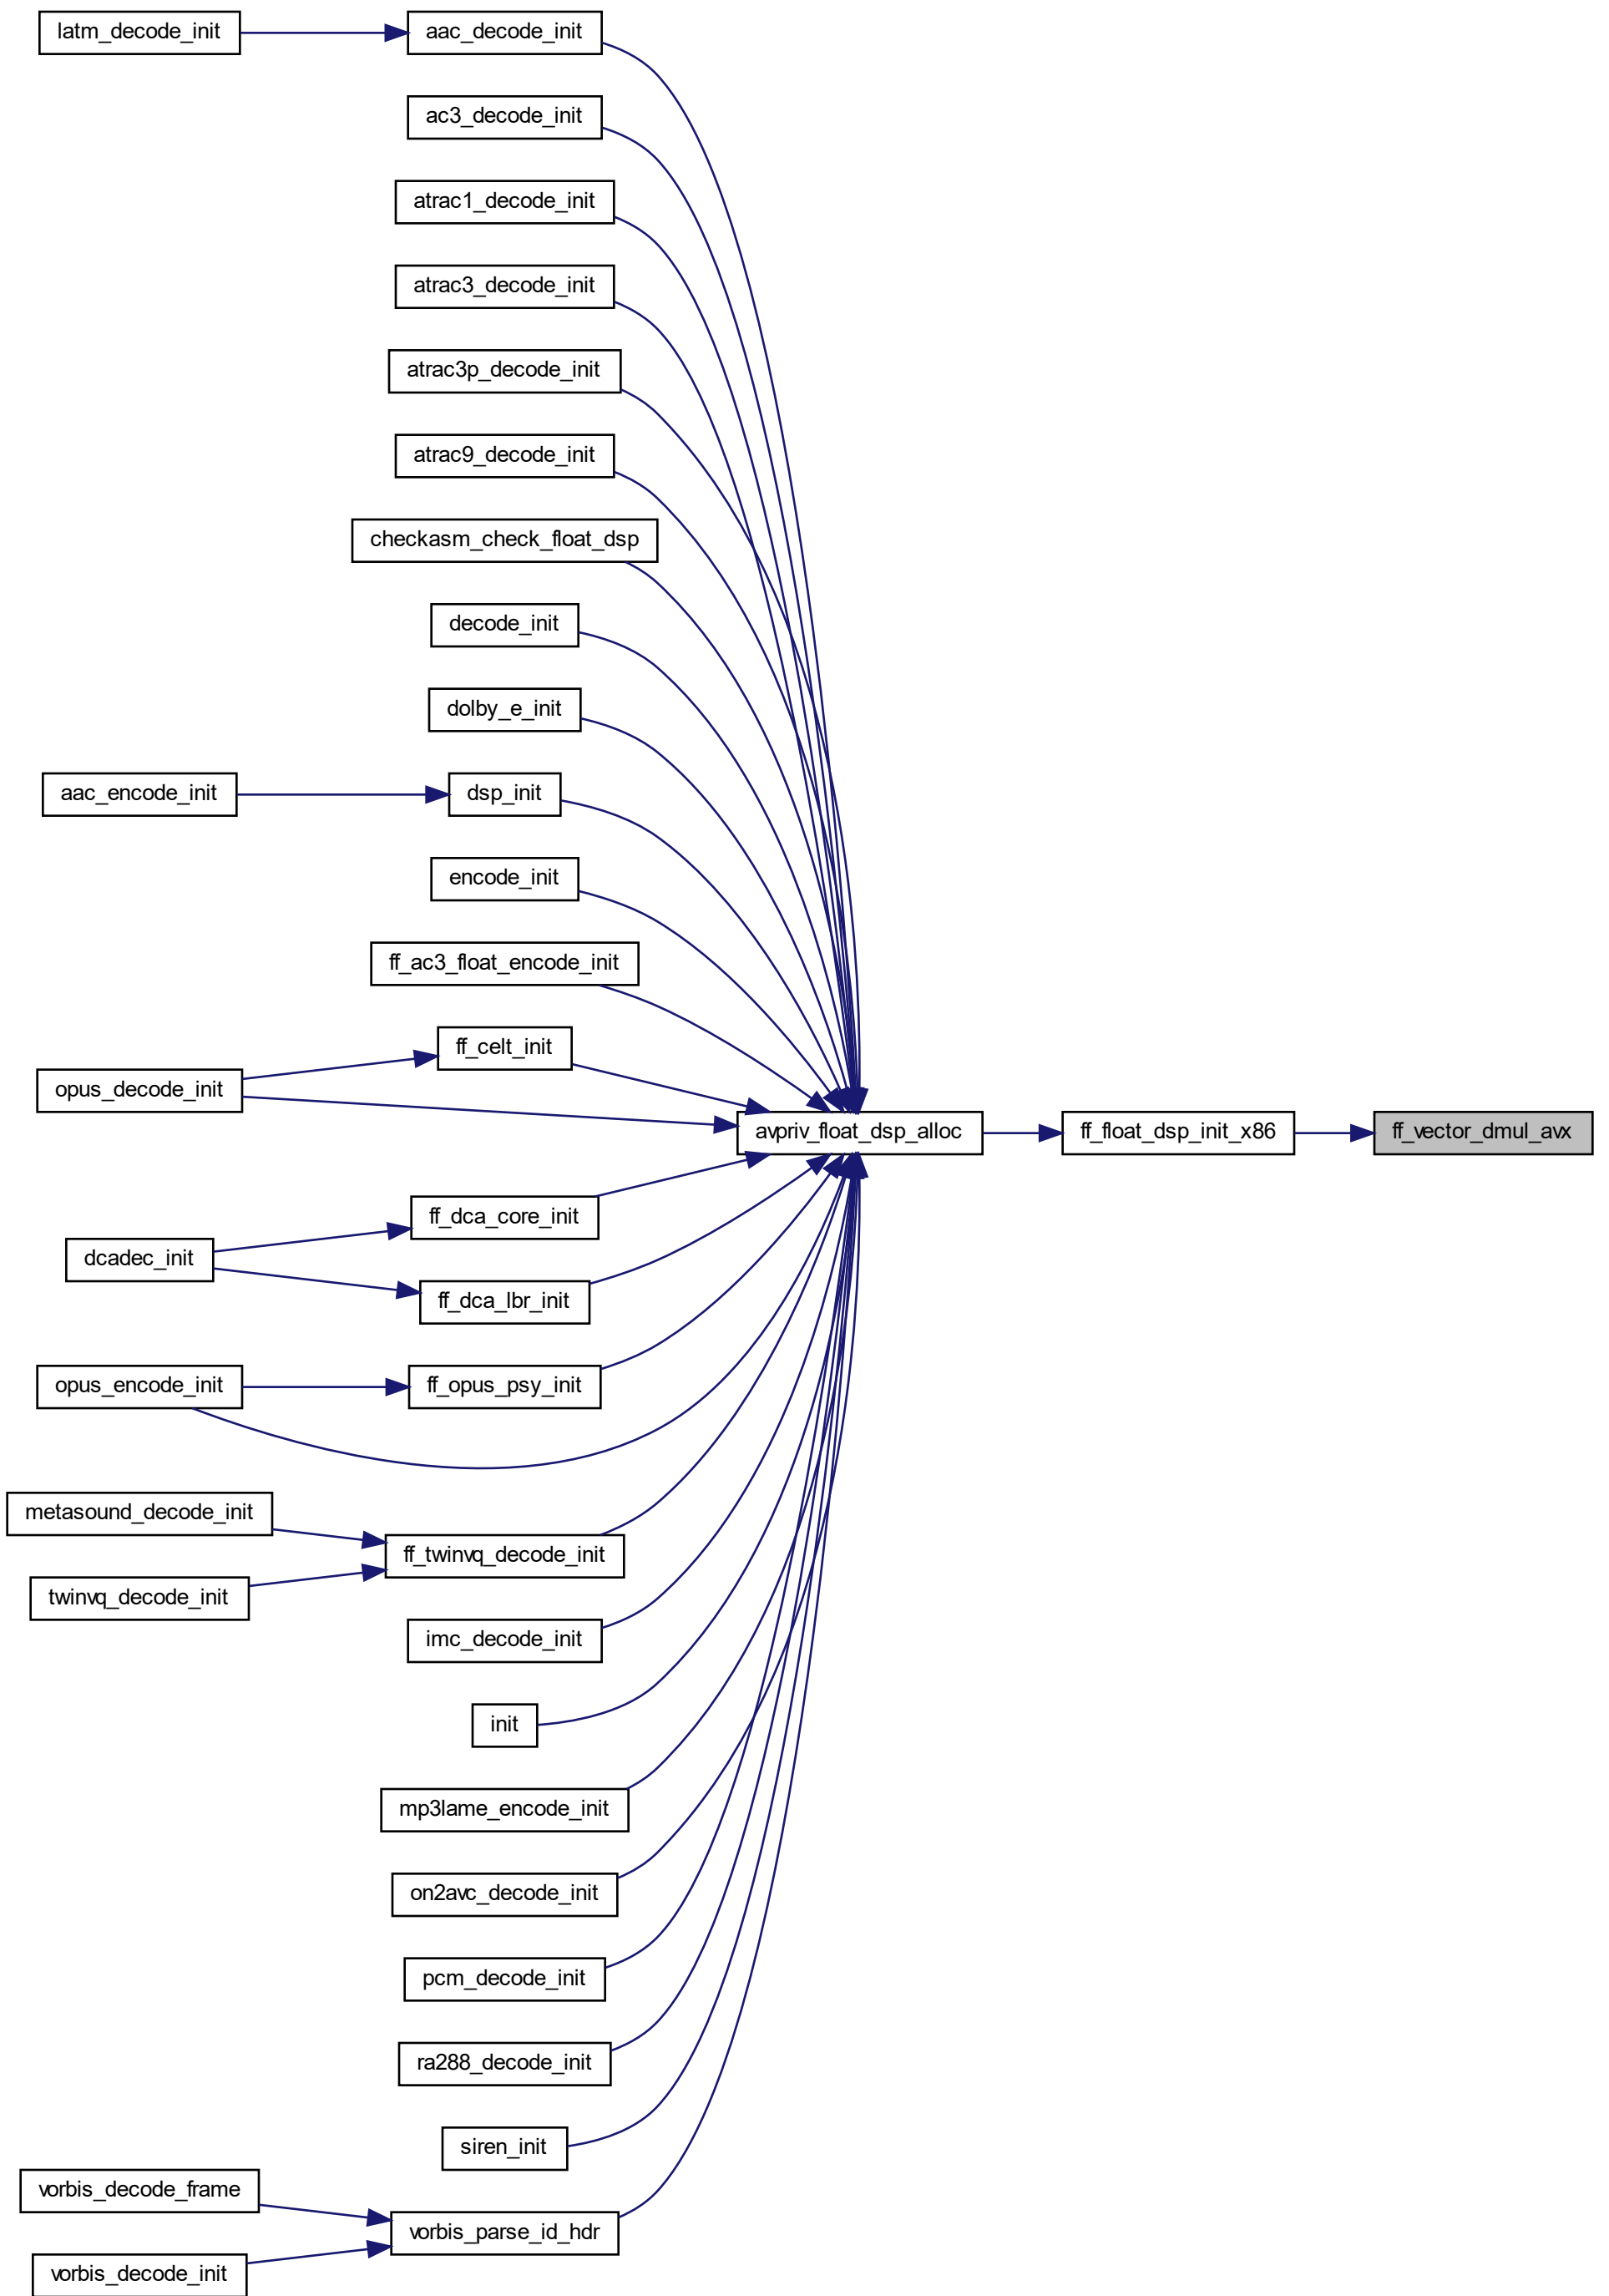 latm_decode_init
aac_decode_init
ac3_decode_init
atrac1_decode_init
atrac3_decode_init
atrac3p_decode_init
atrac9_decode_init
checkasm_check_float_dsp
decode_init
dolby_e_init
aac_encode_init
dsp_init
encode_init
ff_ac3_float_encode_init
ff_celt_init
opus_decode_init
avpriv_float_dsp_alloc
ff_float_dsp_init_x86
ff_vector_dmul_avx
ff_dca_core_init
dcadec_init
ff_dca_lbr_init
opus_encode_init
ff_opus_psy_init
metasound_decode_init
ff_twinvq_decode_init
twinvq_decode_init
imc_decode_init
init
mp3lame_encode_init
on2avc_decode_init
pcm_decode_init
ra288_decode_init
siren_init
vorbis_decode_frame
vorbis_parse_id_hdr
vorbis_decode_init